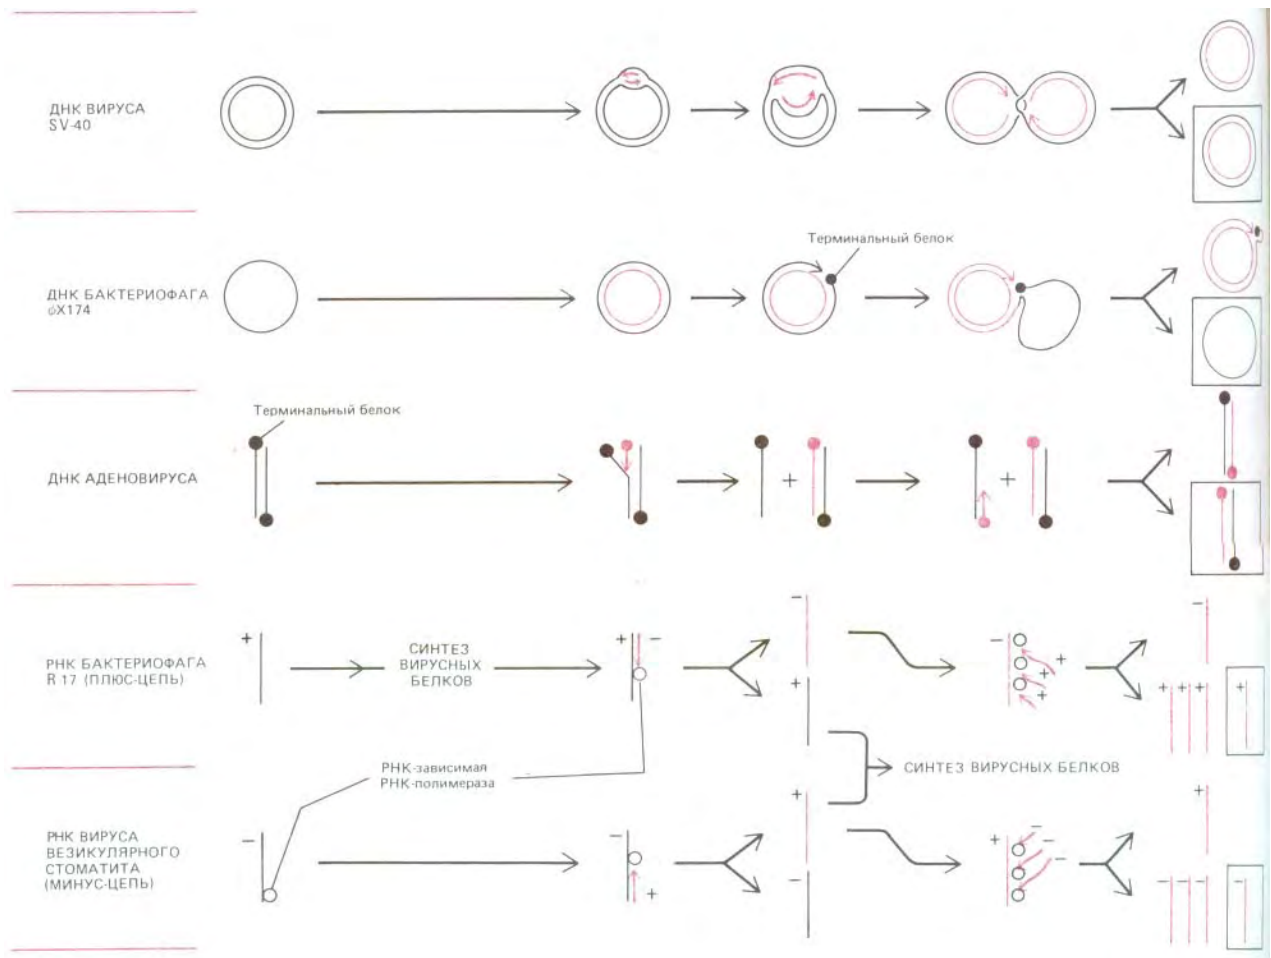 ДНК ВИРУСА
SV-40
Терминальный белок
ДНК БАКТЕРИОФАГА
φX174
Терминальный белок
ДНК АДЕНОВИРУСА
+
+
РНК БАКТЕРИОФАГА
R 17 (ПЛЮС-ЦЕПЬ)
+
СИНТЕЗ
ВИРУСНЫХ
БЕЛКОВ
+ −
−
+
−
+
+
+
−
+ + +
+
РНК-зависимая
РНК-полимераза
СИНТЕЗ ВИРУСНЫХ БЕЛКОВ
РНК ВИРУСА
ВЕЗИКУЛЯРНОГО
СТОМАТИТА
(МИНУС-ЦЕПЬ)
−
−
+
+
−
+
−
−
−
+
− − −
−